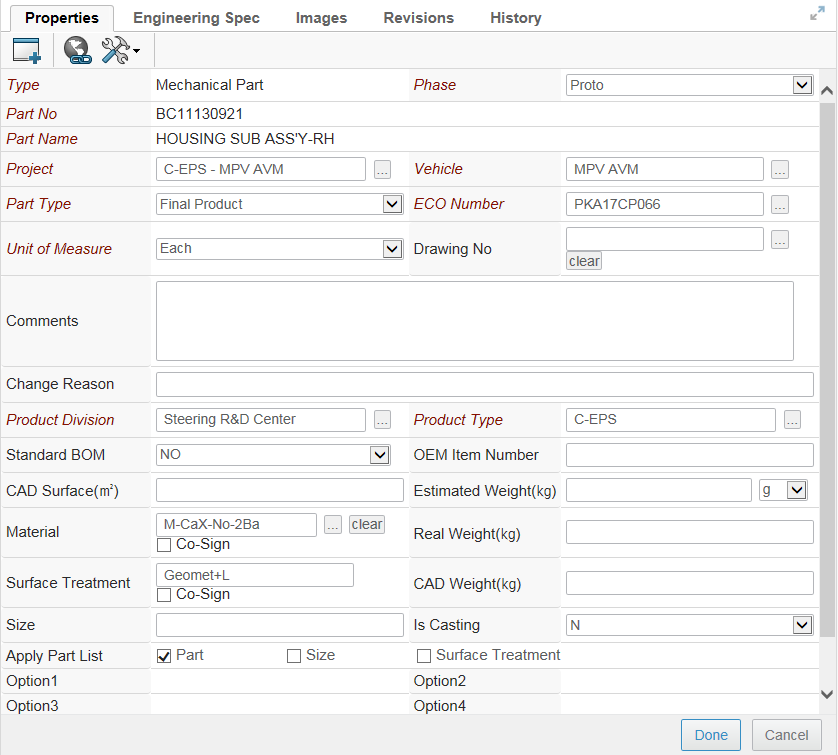 Properties Engineering Spec Images Revisions History
Type Mechanical Part Phase Proto
Part No BC11130921
Part Name HOUSING SUB ASS'Y-RH
Project C-EPS - MPV AVM ... Vehicle MPV AVM ...
Part Type Final Product ECO Number PKA17CP066 ...
Unit of Measure Each Drawing No ...
clear
Comments
Change Reason
Product Division Steering R&D Center ... Product Type C-EPS ...
Standard BOM NO OEM Item Number
CAD Surface(㎡) Estimated Weight(kg) g
Material M-CaX-No-2Ba ... clear Real Weight(kg)
Co-Sign
Surface Treatment Geomet+L CAD Weight(kg)
Co-Sign
Size Is Casting N
Apply Part List Part Size Surface Treatment
Option1 Option2
Option3 Option4
Done Cancel